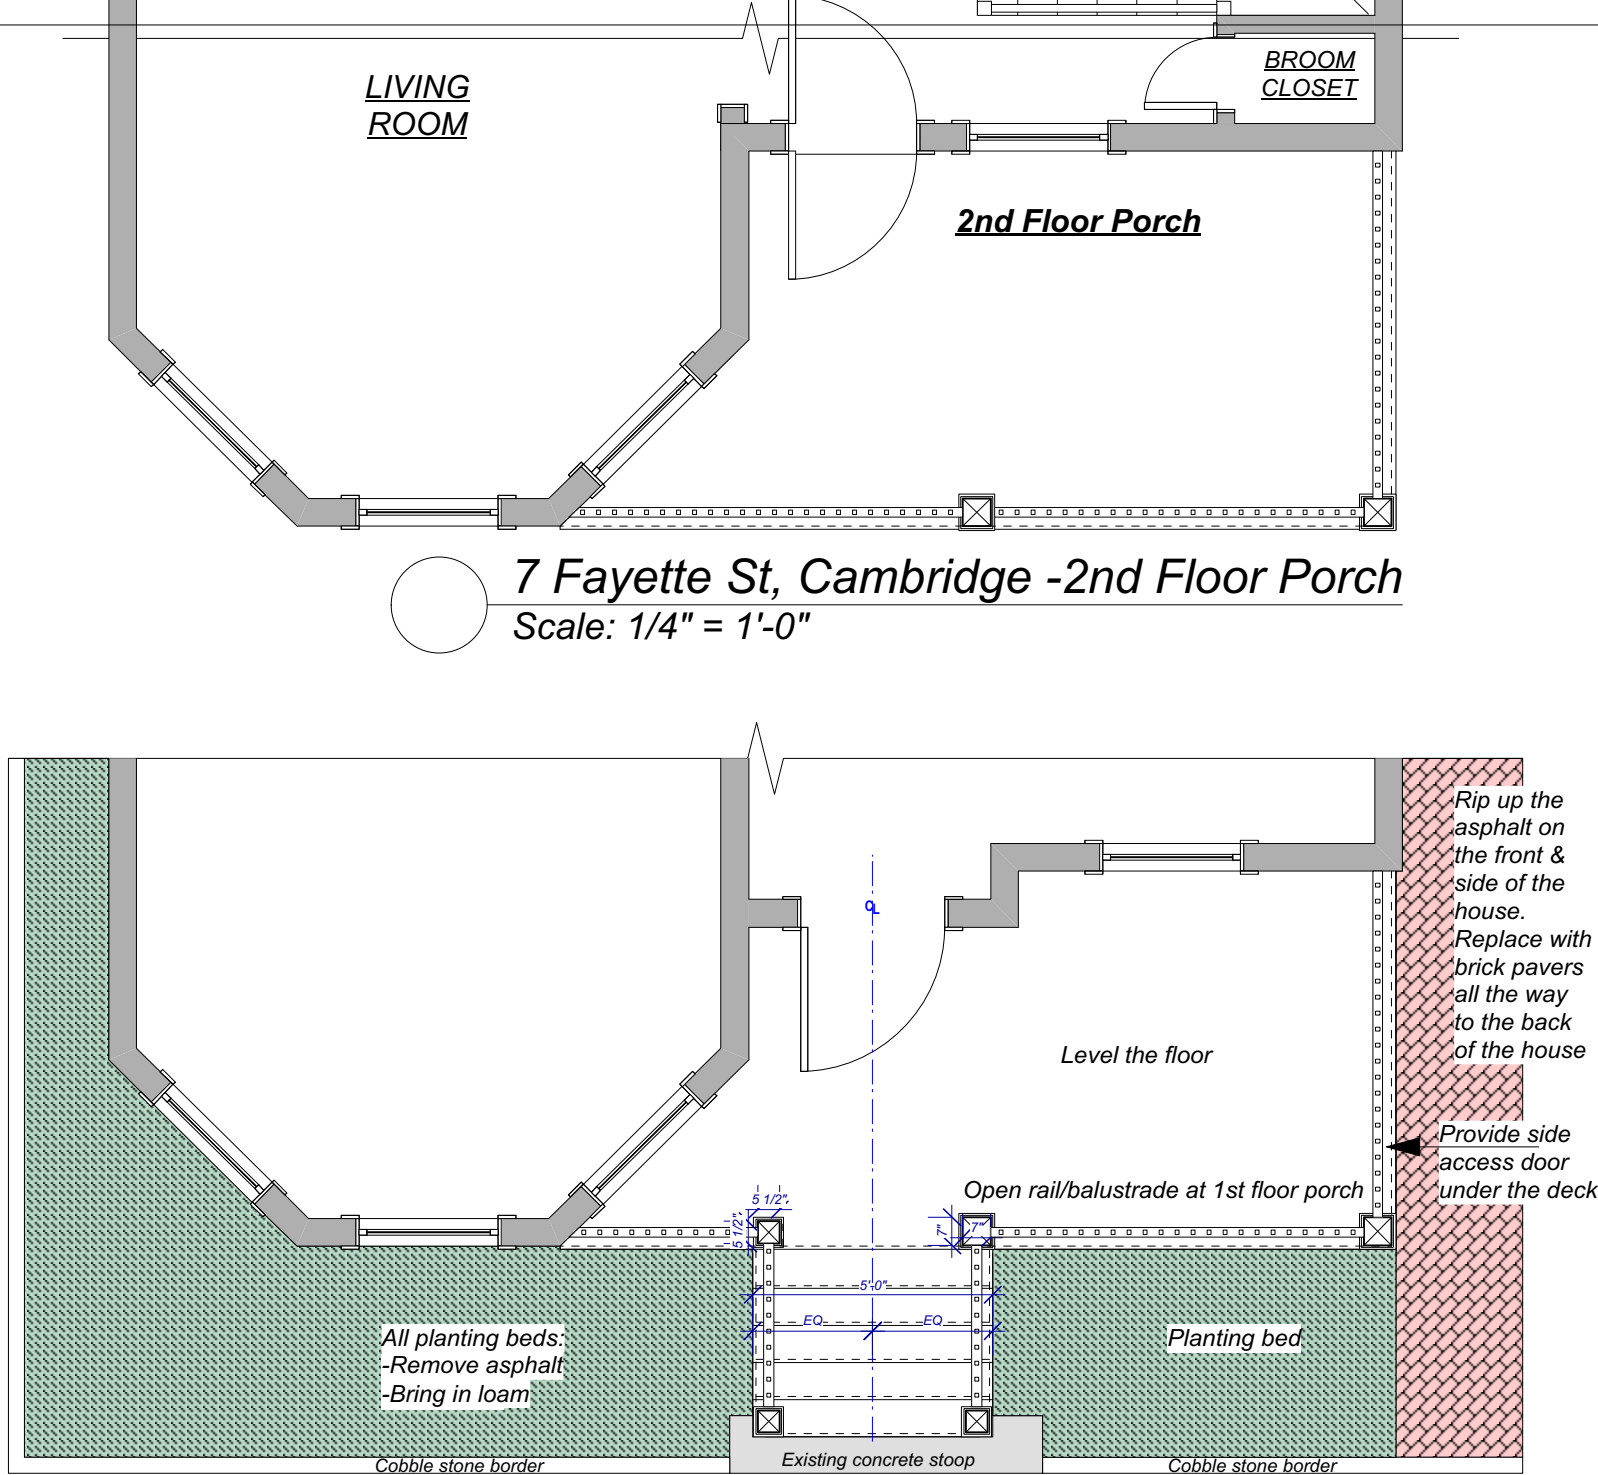 LIVING
ROOM
BROOM
CLOSET
2nd Floor Porch
7 Fayette St, Cambridge -2nd Floor Porch
Scale: 1/4" = 1'-0"
Rip up the
asphalt on
the front &
side of the
house.
Replace with
brick pavers
all the way
to the back
of the house
CL
Level the floor
Provide side
access door
under the deck
Open rail/balustrade at 1st floor porch
5 1/2"
5 1/2"
7"
7"
5'-0"
EQ
EQ
All planting beds:
-Remove asphalt
-Bring in loam
Planting bed
Existing concrete stoop
Cobble stone border
Cobble stone border